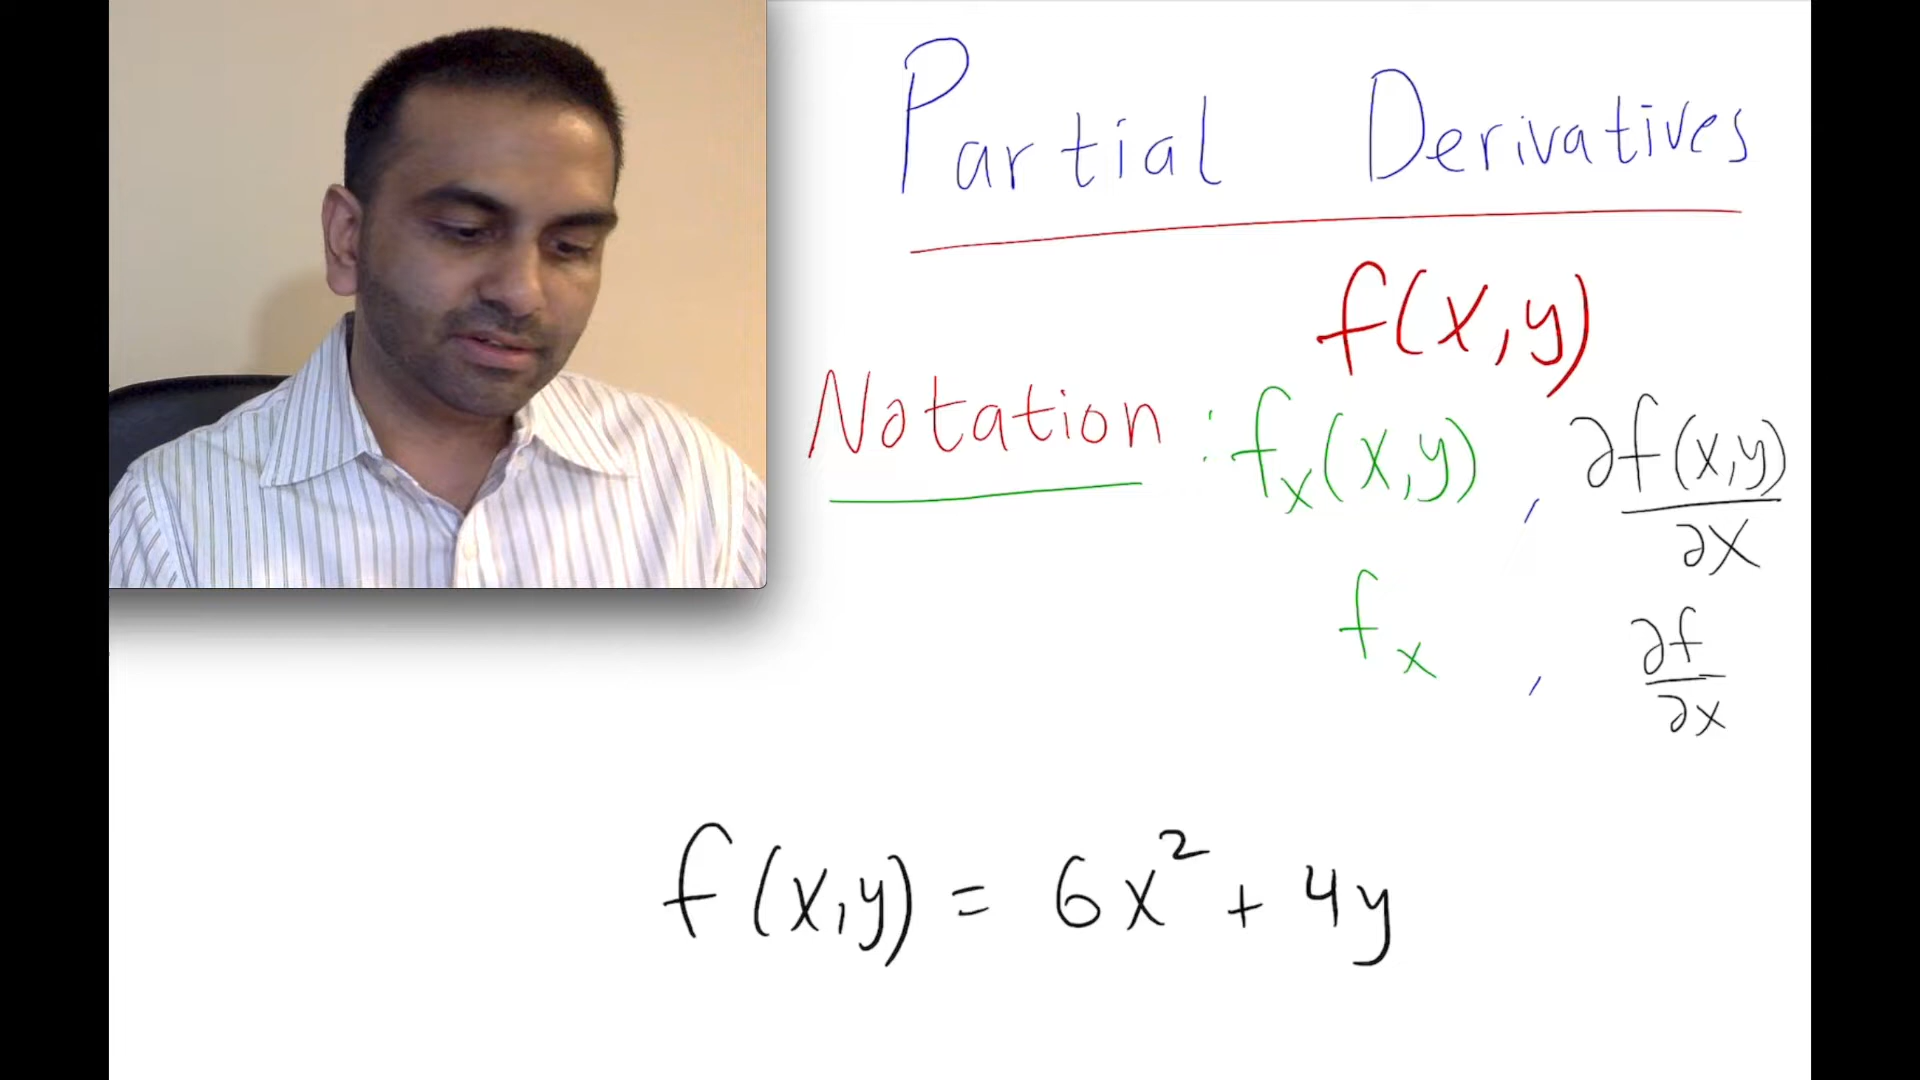 Partial Derivatives
f(x,y)
Notation : fₓ(x,y) , ∂f(x,y)/∂x
fₓ , ∂f/∂x
f(x,y) = 6x² + 4y